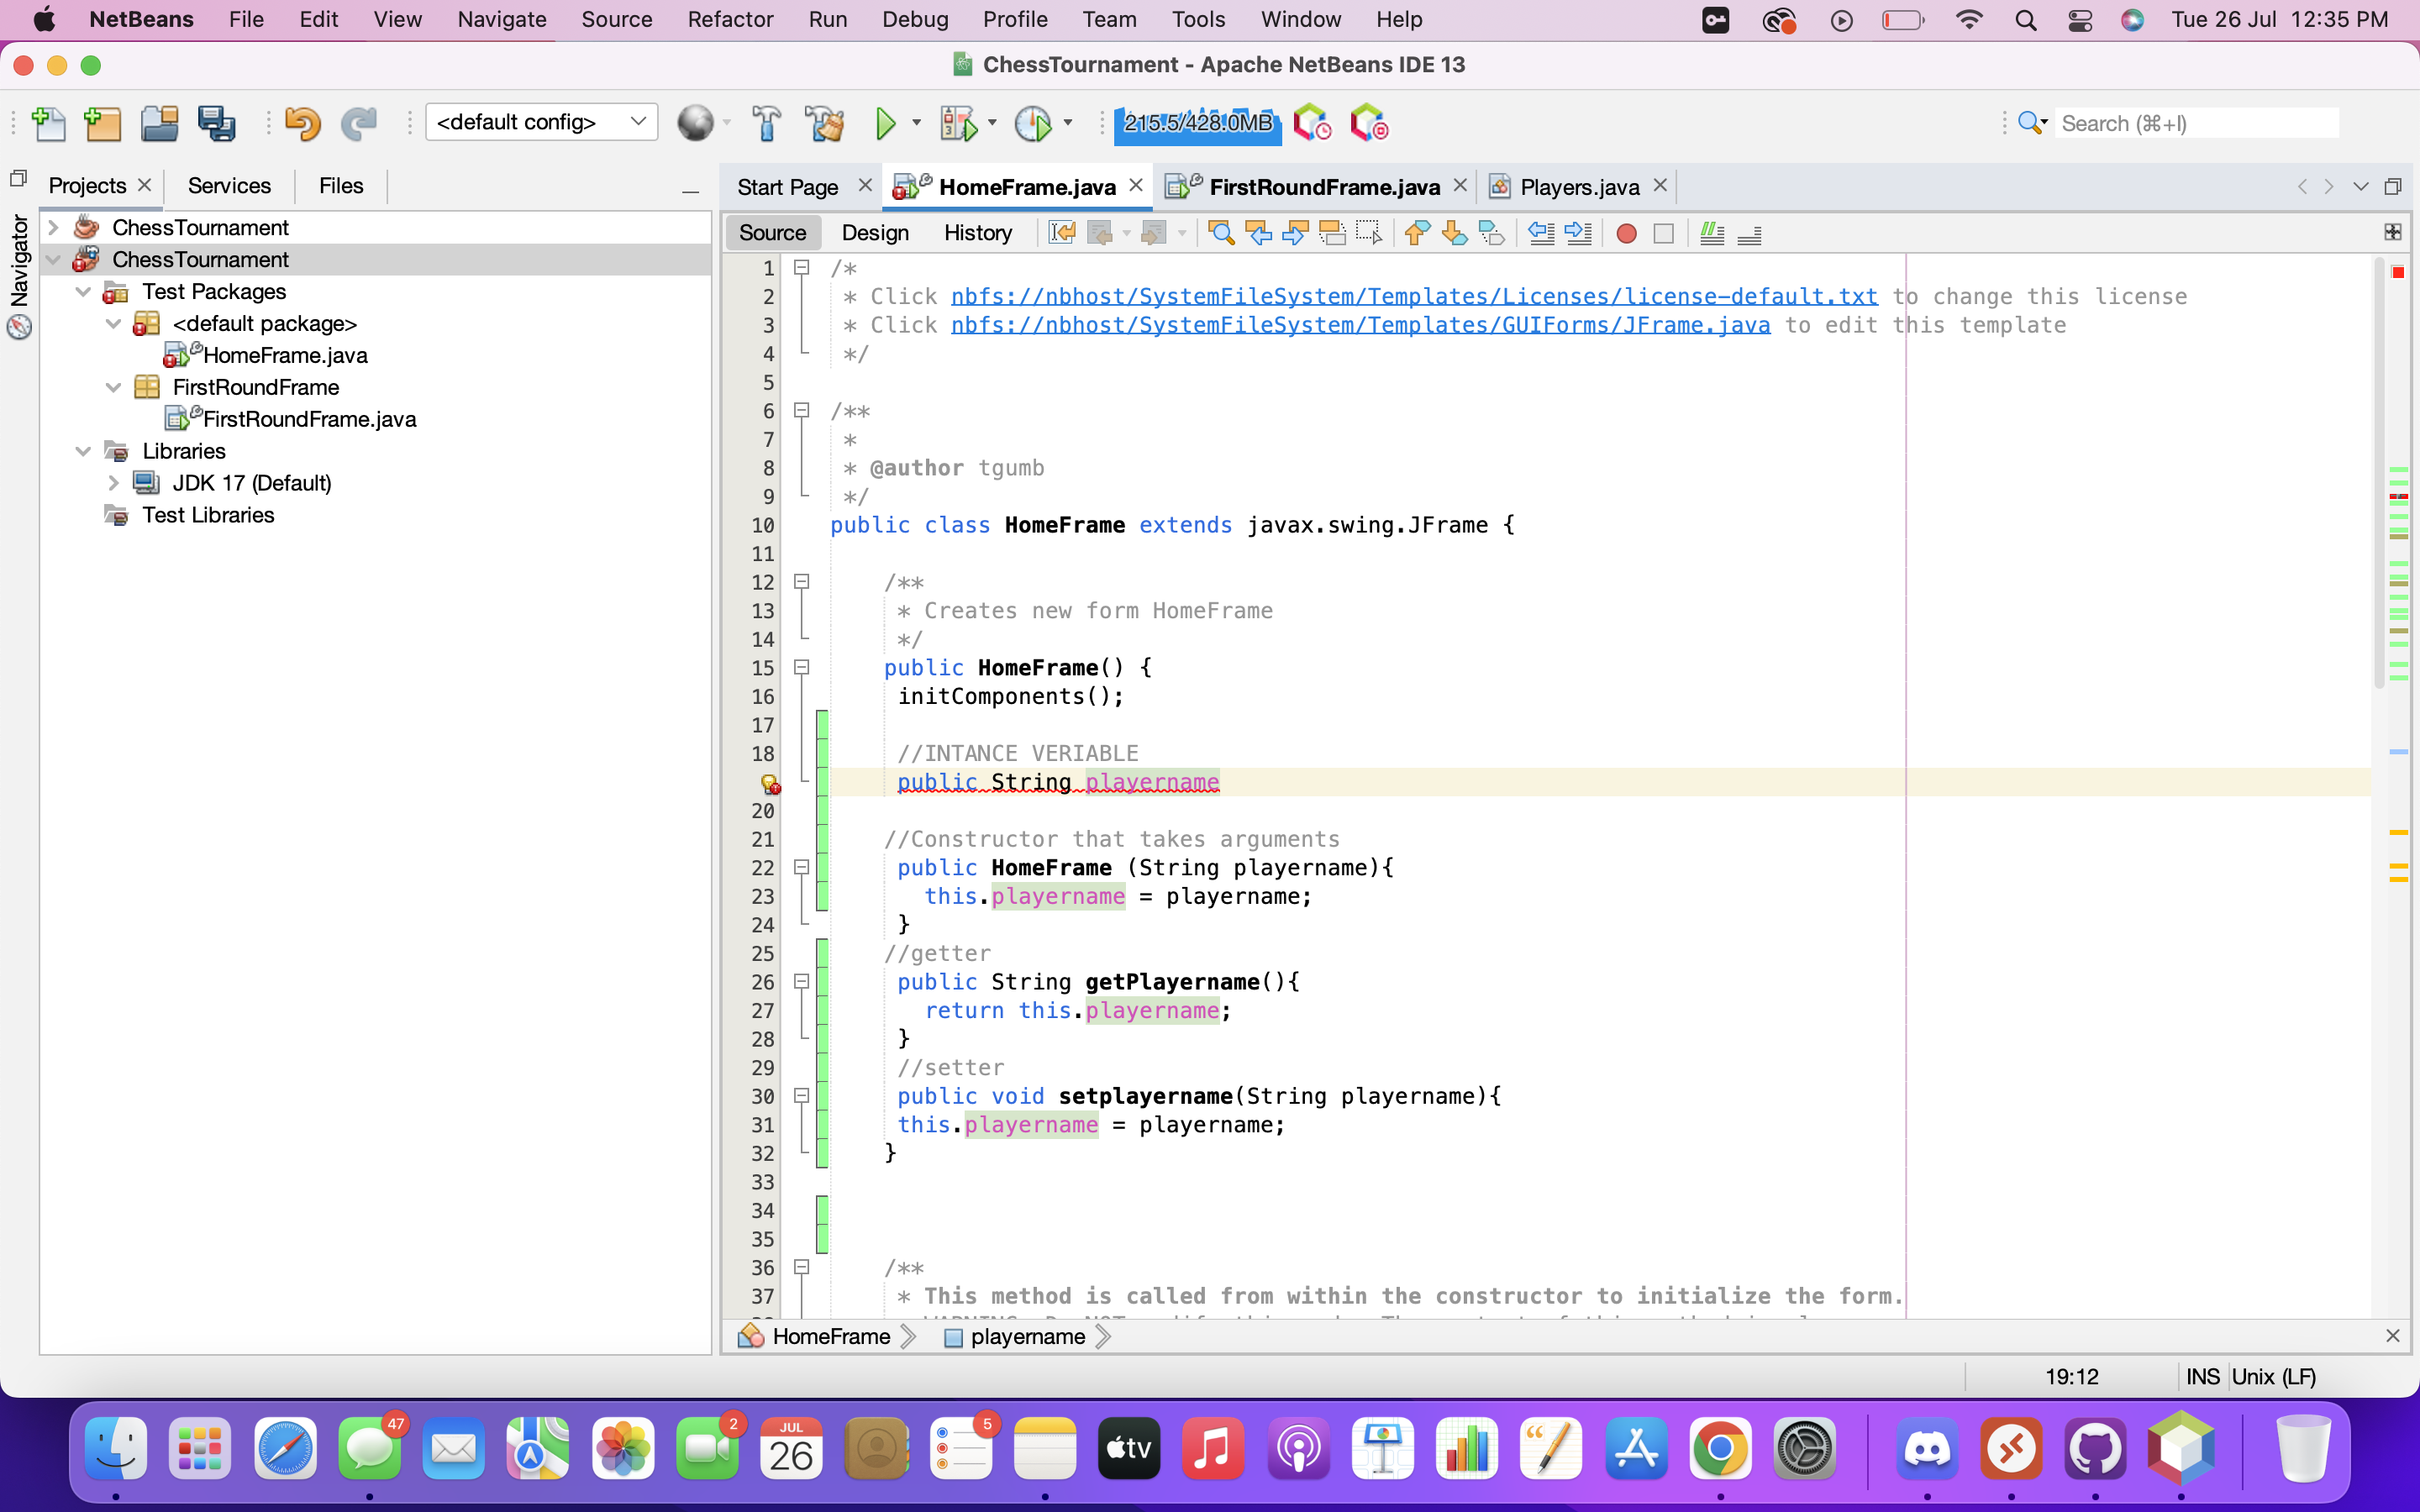 NetBeans File Edit View Navigate Source Refactor Run Debug Profile Team Tools Window Help Tue 26 Jul 12:35 PM
ChessTournament - Apache NetBeans IDE 13
<default config> 215.5/428.0MB Search (⌘+I)
Projects Services Files
Navigator
ChessTournament
ChessTournament
Test Packages
<default package>
HomeFrame.java
FirstRoundFrame
FirstRoundFrame.java
Libraries
JDK 17 (Default)
Test Libraries
Start Page HomeFrame.java FirstRoundFrame.java Players.java
Source Design History
1 /*
2 * Click nbfs://nbhost/SystemFileSystem/Templates/Licenses/license-default.txt to change this license
3 * Click nbfs://nbhost/SystemFileSystem/Templates/GUIForms/JFrame.java to edit this template
4 */
5
6 /**
7 *
8 * @author tgumb
9 */
10 public class HomeFrame extends javax.swing.JFrame {
11
12 /**
13 * Creates new form HomeFrame
14 */
15 public HomeFrame() {
16 initComponents();
17
18 //INTANCE VERIABLE
public String playername
20
21 //Constructor that takes arguments
22 public HomeFrame (String playername){
23 this.playername = playername;
24 }
25 //getter
26 public String getPlayername(){
27 return this.playername;
28 }
29 //setter
30 public void setplayername(String playername){
31 this.playername = playername;
32 }
33
34
35
36 /**
37 * This method is called from within the constructor to initialize the form.
HomeFrame playername
19:12 INS Unix (LF)
47
2
JUL
26
5
tv